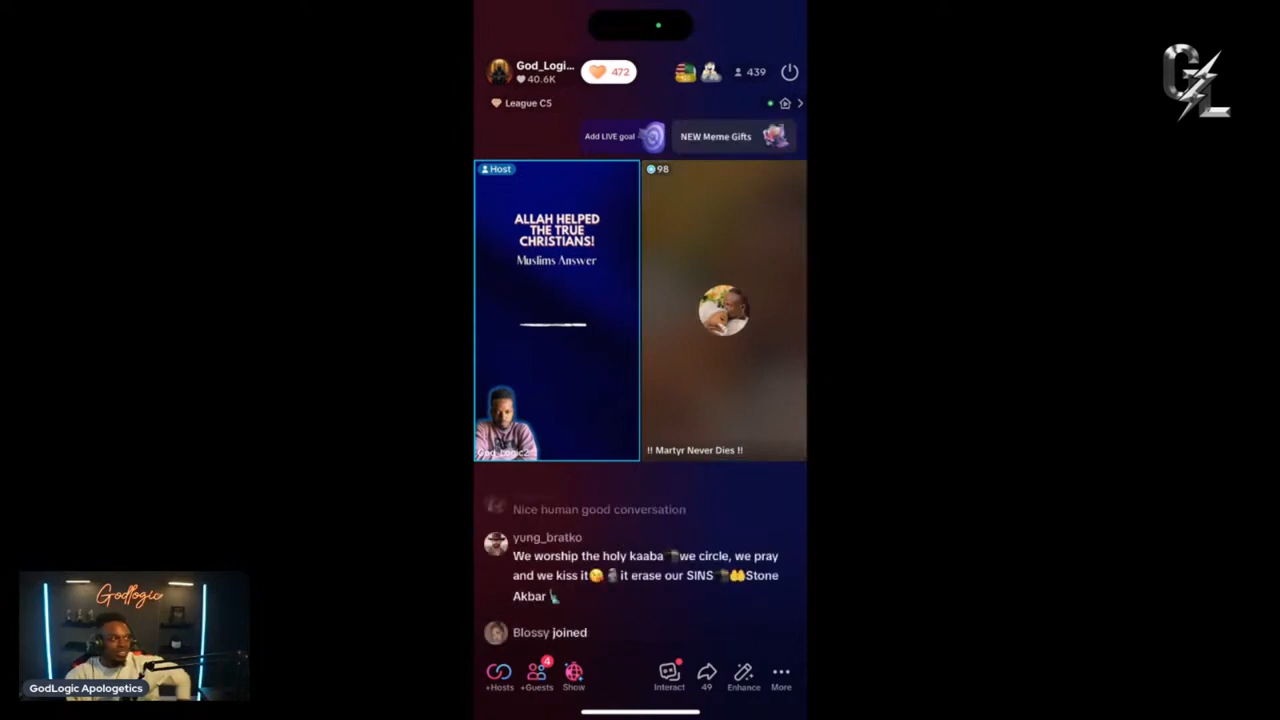 God_Logi...
40.6K
472
439
League C5
Add LIVE goal
NEW Meme Gifts
Host
98
ALLAH HELPED
THE TRUE
CHRISTIANS!
Muslims Answer
!! Martyr Never Dies !!
Nice human good conversation
yung_bratko
We worship the holy kaaba🕋we circle, we pray
and we kiss it😘🗿it erase our SINS🕋🤲Stone
Akbar🗽
Blossy joined
+Hosts
4
+Guests
Show
Interact
49
Enhance
More
GL
Godlogic
GodLogic Apologetics